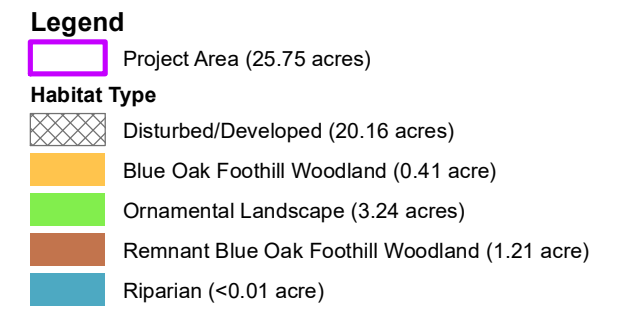 Legend
Project Area (25.75 acres)
Habitat Type
Disturbed/Developed (20.16 acres)
Blue Oak Foothill Woodland (0.41 acre)
Ornamental Landscape (3.24 acres)
Remnant Blue Oak Foothill Woodland (1.21 acre)
Riparian (<0.01 acre)